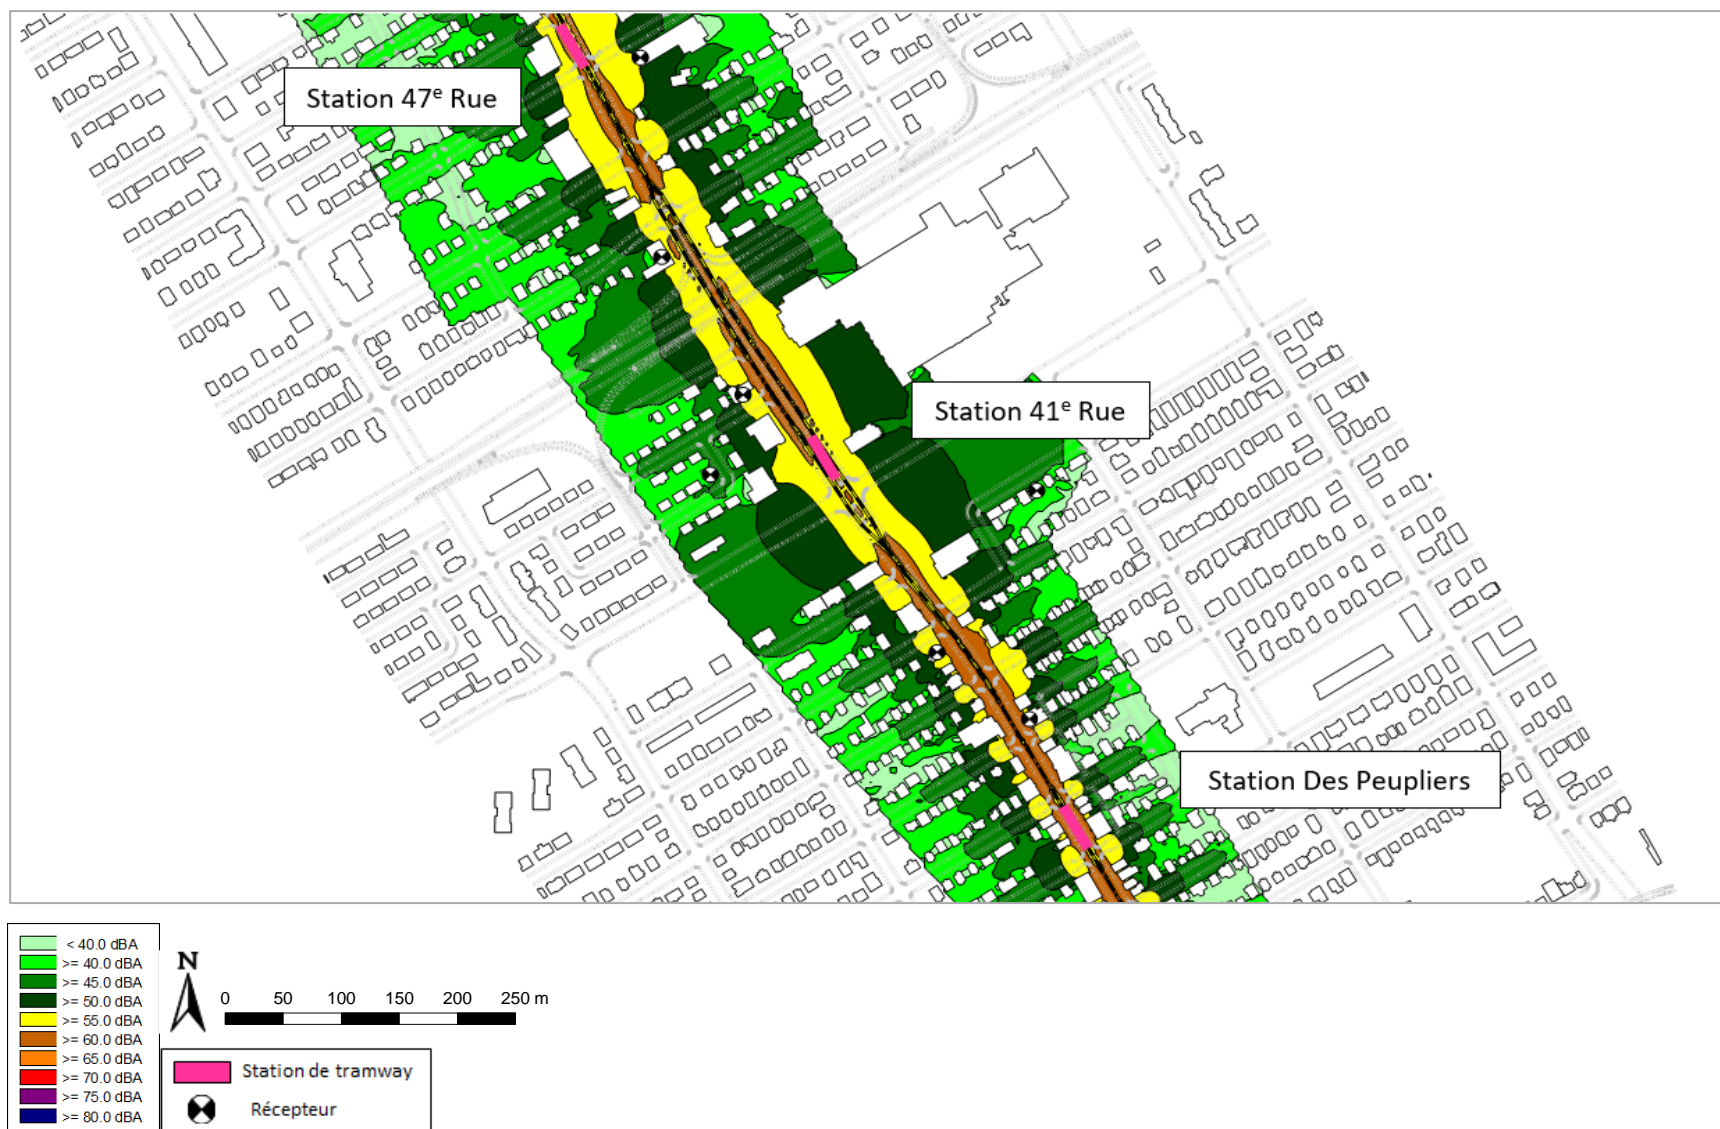 Station 47e Rue
Station 41e Rue
Station Des Peupliers
< 40.0 dBA
>= 40.0 dBA
>= 45.0 dBA
>= 50.0 dBA
>= 55.0 dBA
>= 60.0 dBA
>= 65.0 dBA
>= 70.0 dBA
>= 75.0 dBA
>= 80.0 dBA
N
0 50 100 150 200 250 m
Station de tramway
Récepteur